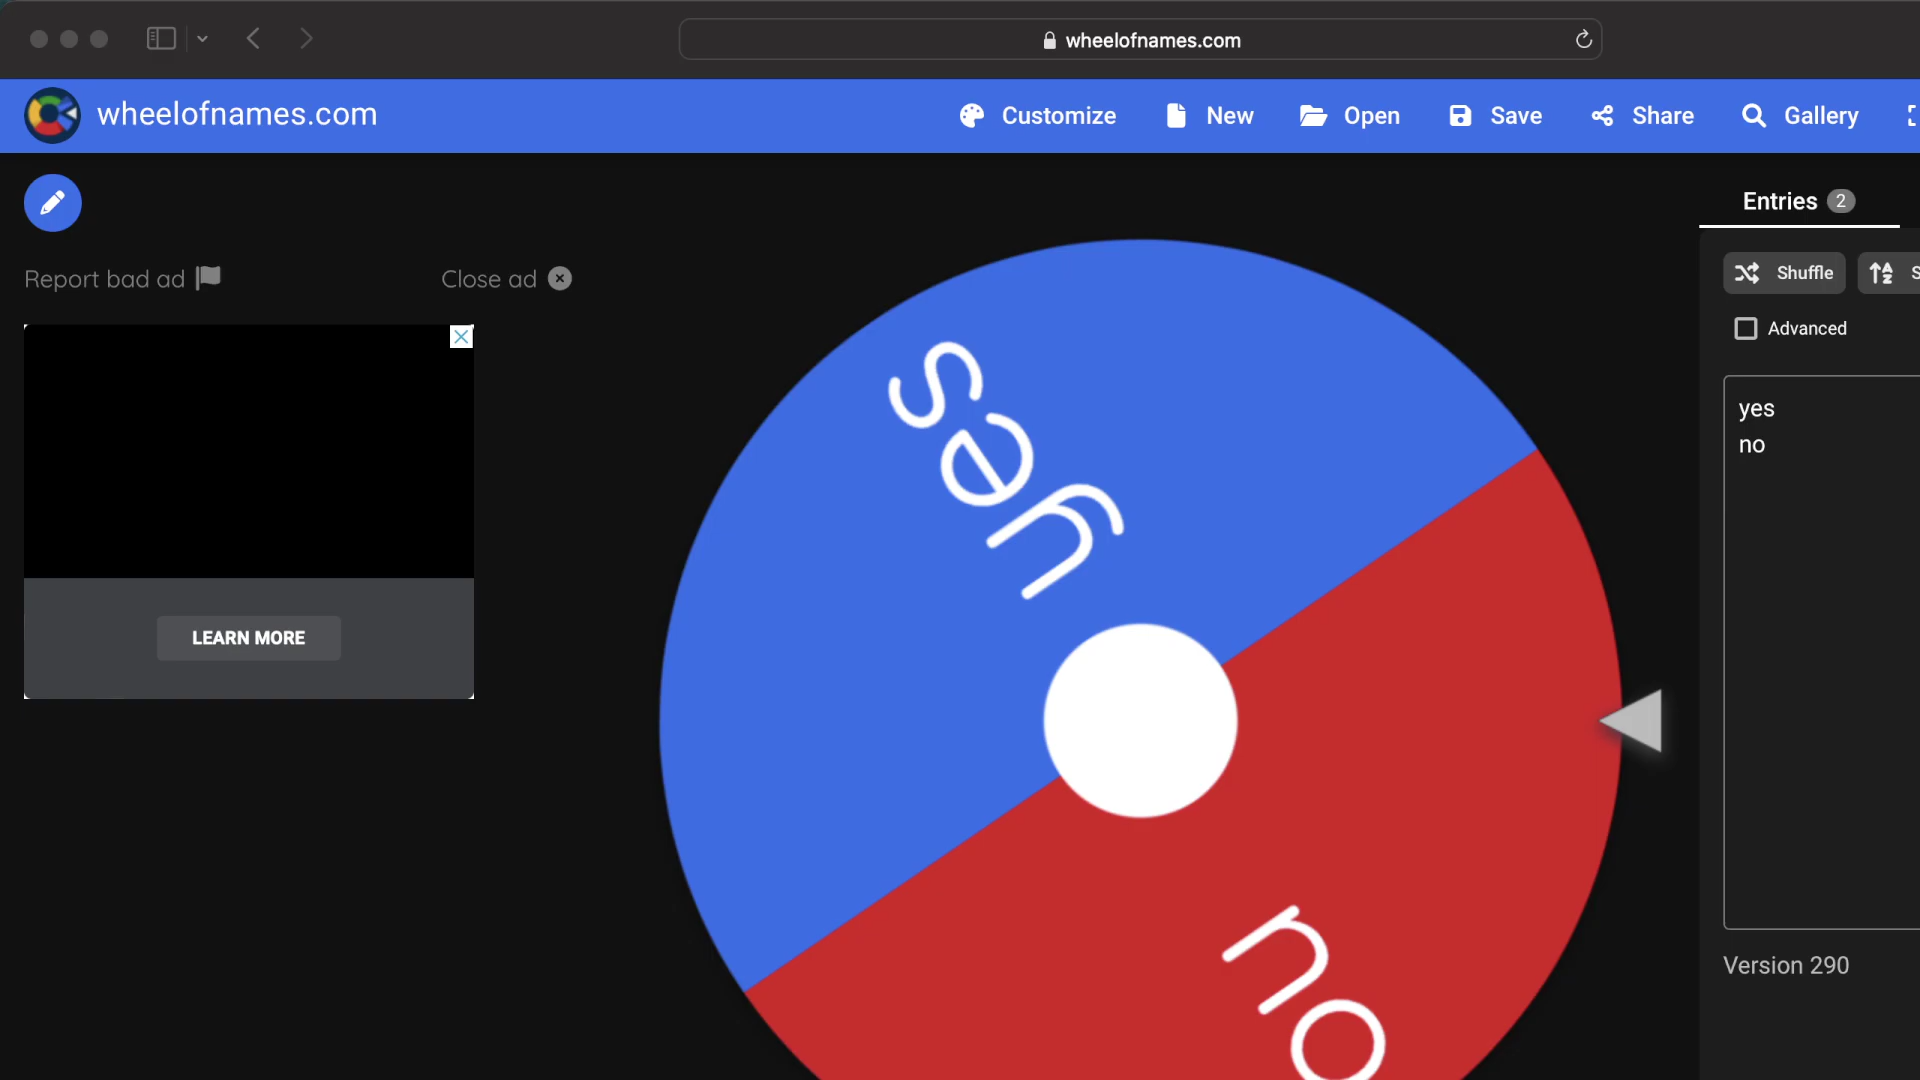 wheelofnames.com
wheelofnames.com
Customize
New
Open
Save
Share
Gallery
Entries 2
Report bad ad
Close ad
Shuffle
Advanced
yes
no
yes
no
LEARN MORE
Version 290